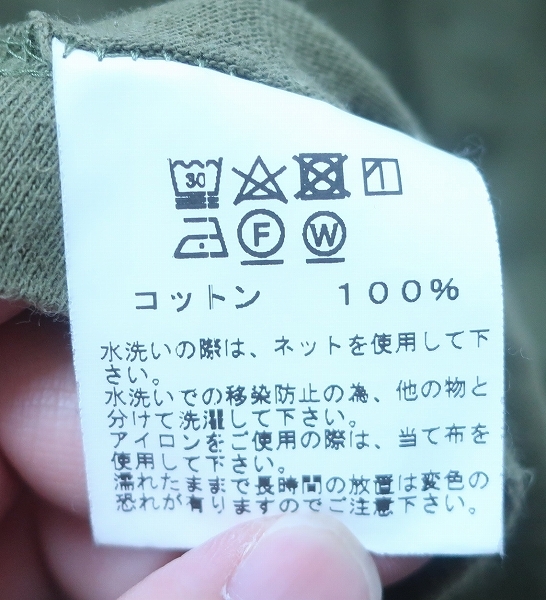 30
F W
コットン 100%
水洗いの際は、ネットを使用して下
さい。
水洗いでの移染防止の為、他の物と
分けて洗濯して下さい。
アイロンをご使用の際は、当て布を
使用して下さい。
濡れたままで長時間の放置は変色の
恐れが有りますのでご注意下さい。